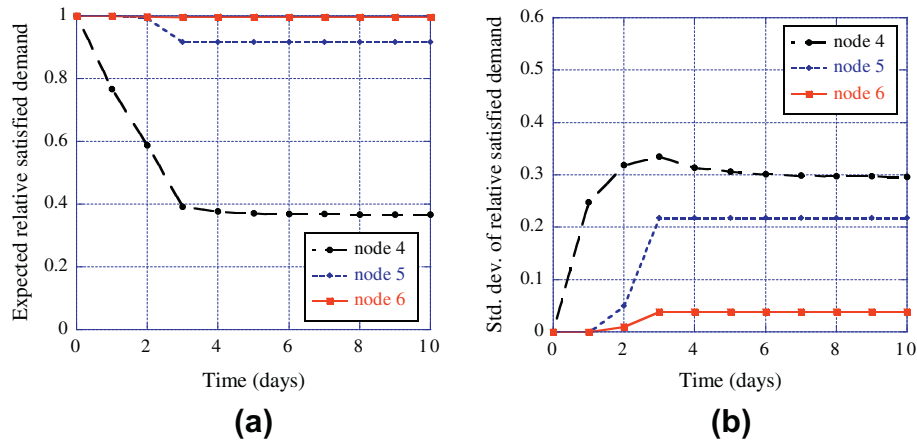 Expected relative satisfied demand
1
0.8
0.6
0.4
0.2
0
0 2 4 6 8 10
Time (days)
node 4
node 5
node 6
(a)
Std. dev. of relative satisfied demand
0.6
0.5
0.4
0.3
0.2
0.1
0
0 2 4 6 8 10
Time (days)
node 4
node 5
node 6
(b)